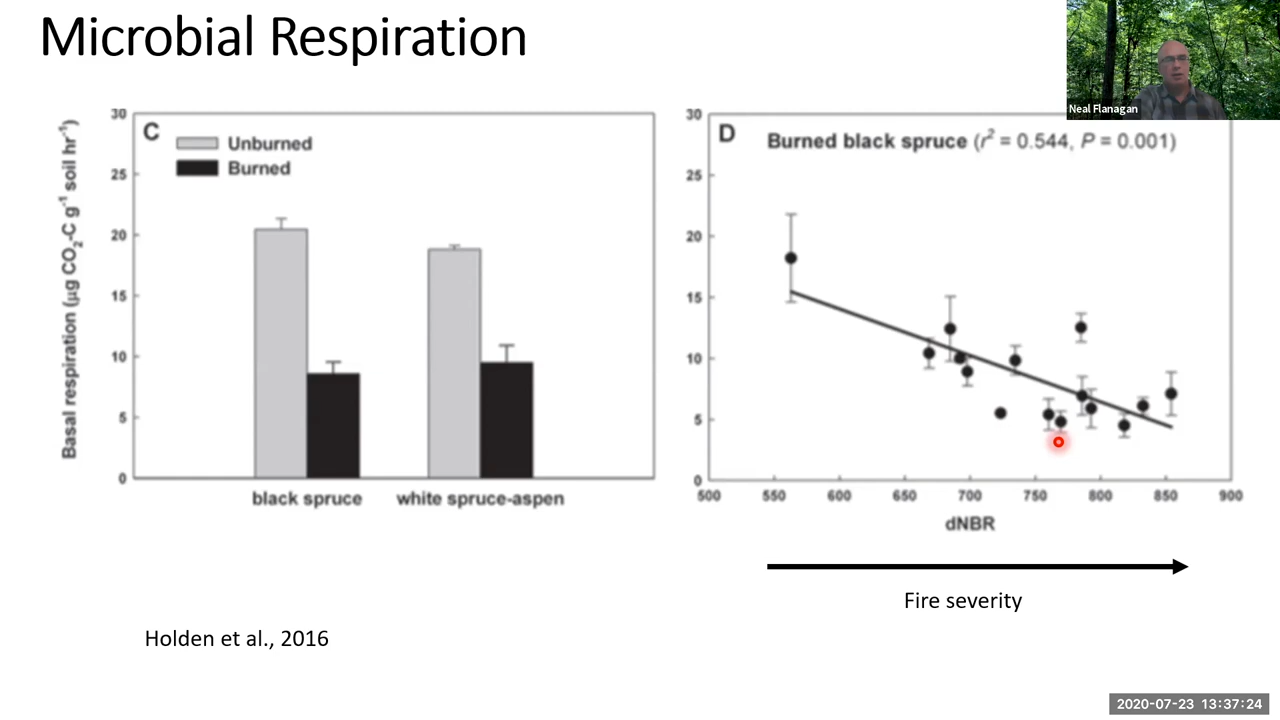 Microbial Respiration
Neal Flanagan
Basal respiration (µg CO2-C g-1 soil hr-1)
30
25
20
15
10
5
0
C
Unburned
Burned
black spruce
white spruce-aspen
30
25
20
15
10
5
0
D
Burned black spruce (r2 = 0.544, P = 0.001)
500 550 600 650 700 750 800 850 900
dNBR
Fire severity
Holden et al., 2016
2020-07-23 13:37:24